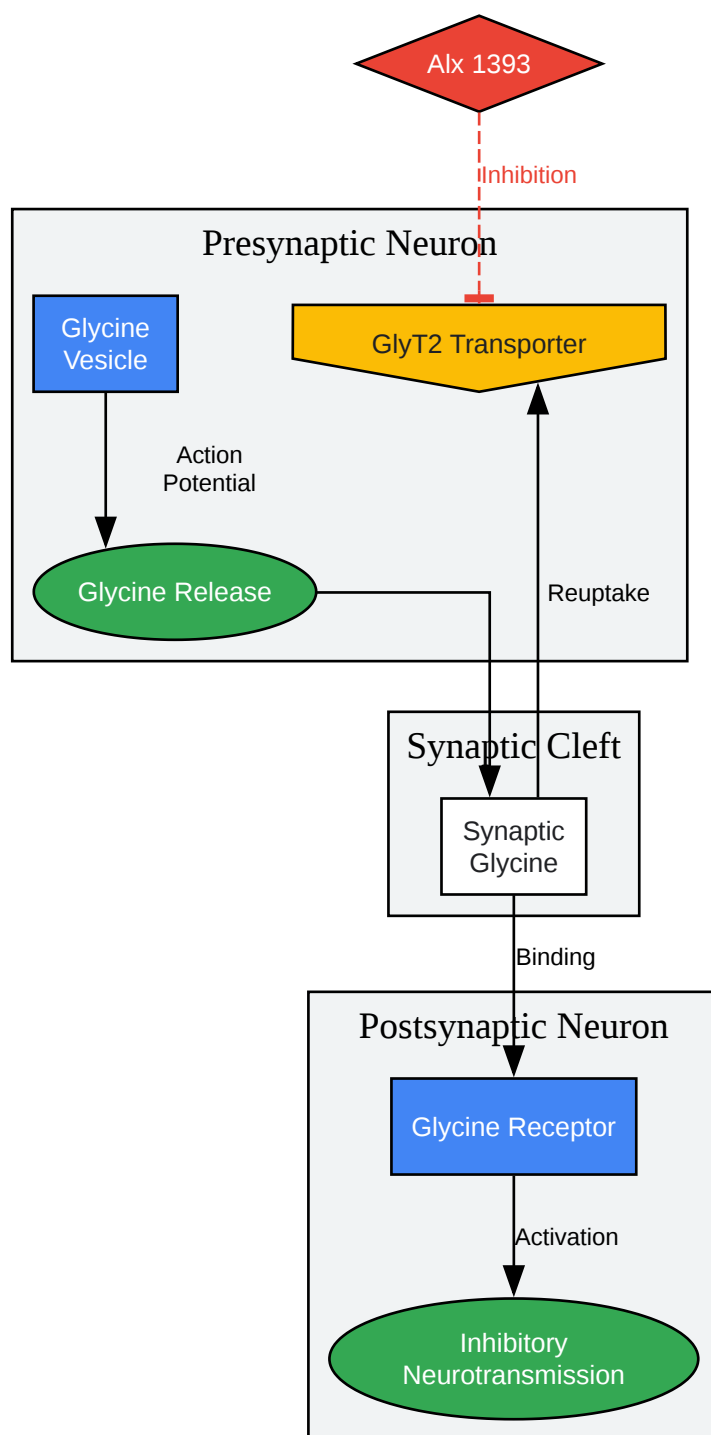 Alx 1393
Inhibition
Presynaptic Neuron
Glycine
Vesicle
GlyT2 Transporter
Action
Potential
Glycine Release
Reuptake
Synaptic Cleft
Synaptic
Glycine
Binding
Postsynaptic Neuron
Glycine Receptor
Activation
Inhibitory
Neurotransmission